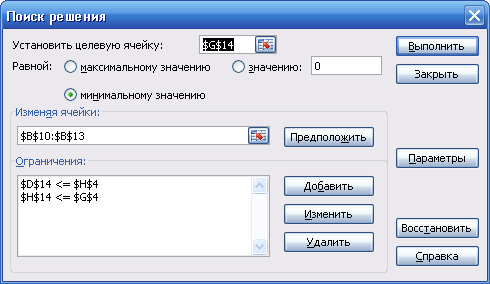 Поиск решения
Установить целевую ячейку: $G$14
Выполнить
Равной: максимальному значению значению: 0
Закрыть
минимальному значению
Изменяя ячейки:
$B$10:$B$13
Предположить
Ограничения:
Параметры
$D$14 <= $H$4
$H$14 <= $G$4
Добавить
Изменить
Удалить
Восстановить
Справка